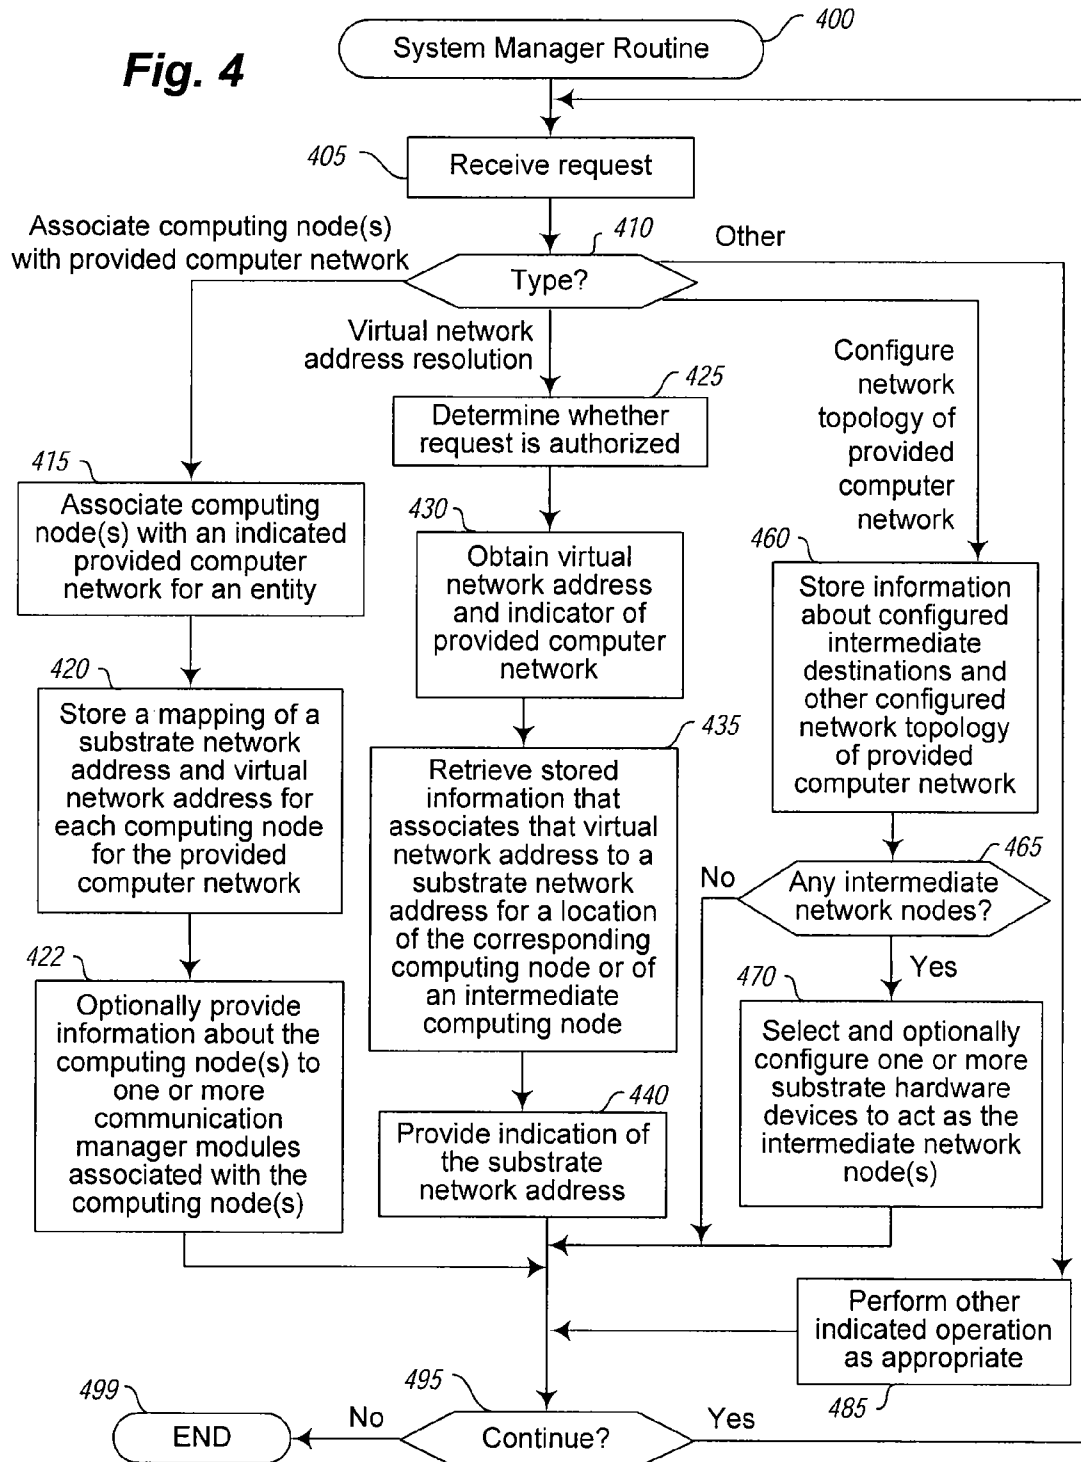 Fig. 4
System Manager Routine
400
405
Receive request
Associate computing node(s)
with provided computer network
410
Type?
Other
Virtual network
address resolution
Configure
network
topology of
provided
computer
network
415
Associate computing
node(s) with an indicated
provided computer
network for an entity
420
Store a mapping of a
substrate network
address and virtual
network address for
each computing node
for the provided
computer network
422
Optionally provide
information about the
computing node(s) to
one or more
communication
manager modules
associated with the
computing node(s)
425
Determine whether
request is authorized
430
Obtain virtual
network address
and indicator of
provided computer
network
435
Retrieve stored
information that
associates that virtual
network address to a
substrate network
address for a location
of the corresponding
computing node or of
an intermediate
computing node
440
Provide indication of
the substrate
network address
460
Store information
about configured
intermediate
destinations and
other configured
network topology
of provided
computer network
465
Any intermediate
network nodes?
No
Yes
470
Select and optionally
configure one or more
substrate hardware
devices to act as the
intermediate network
node(s)
Perform other
indicated operation
as appropriate
485
495
Continue?
Yes
No
499
END